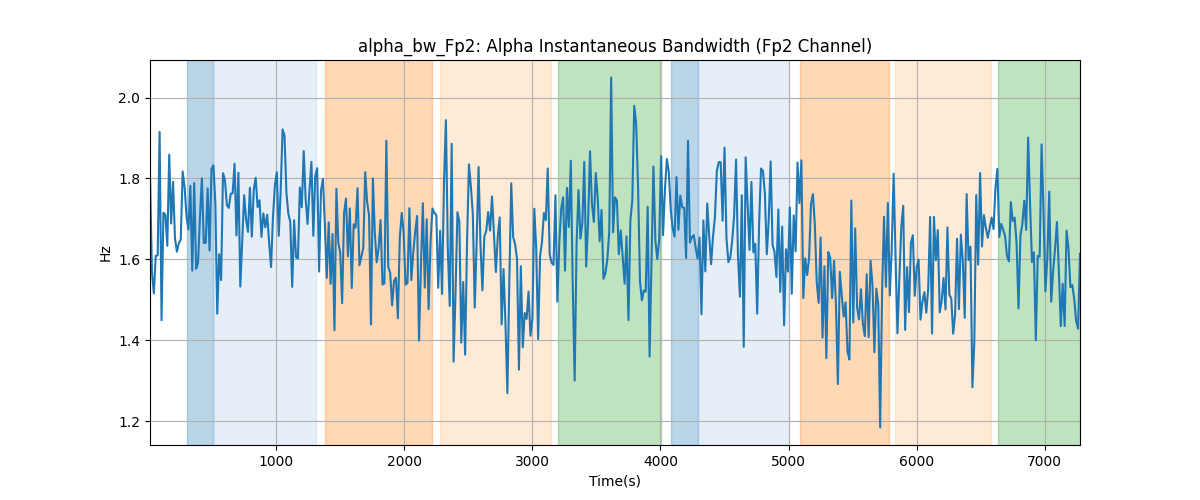 alpha_bw_Fp2: Alpha Instantaneous Bandwidth (Fp2 Channel)
Hz
2.0
1.8
1.6
1.4
1.2
1000 2000 3000 4000 5000 6000 7000
Time(s)